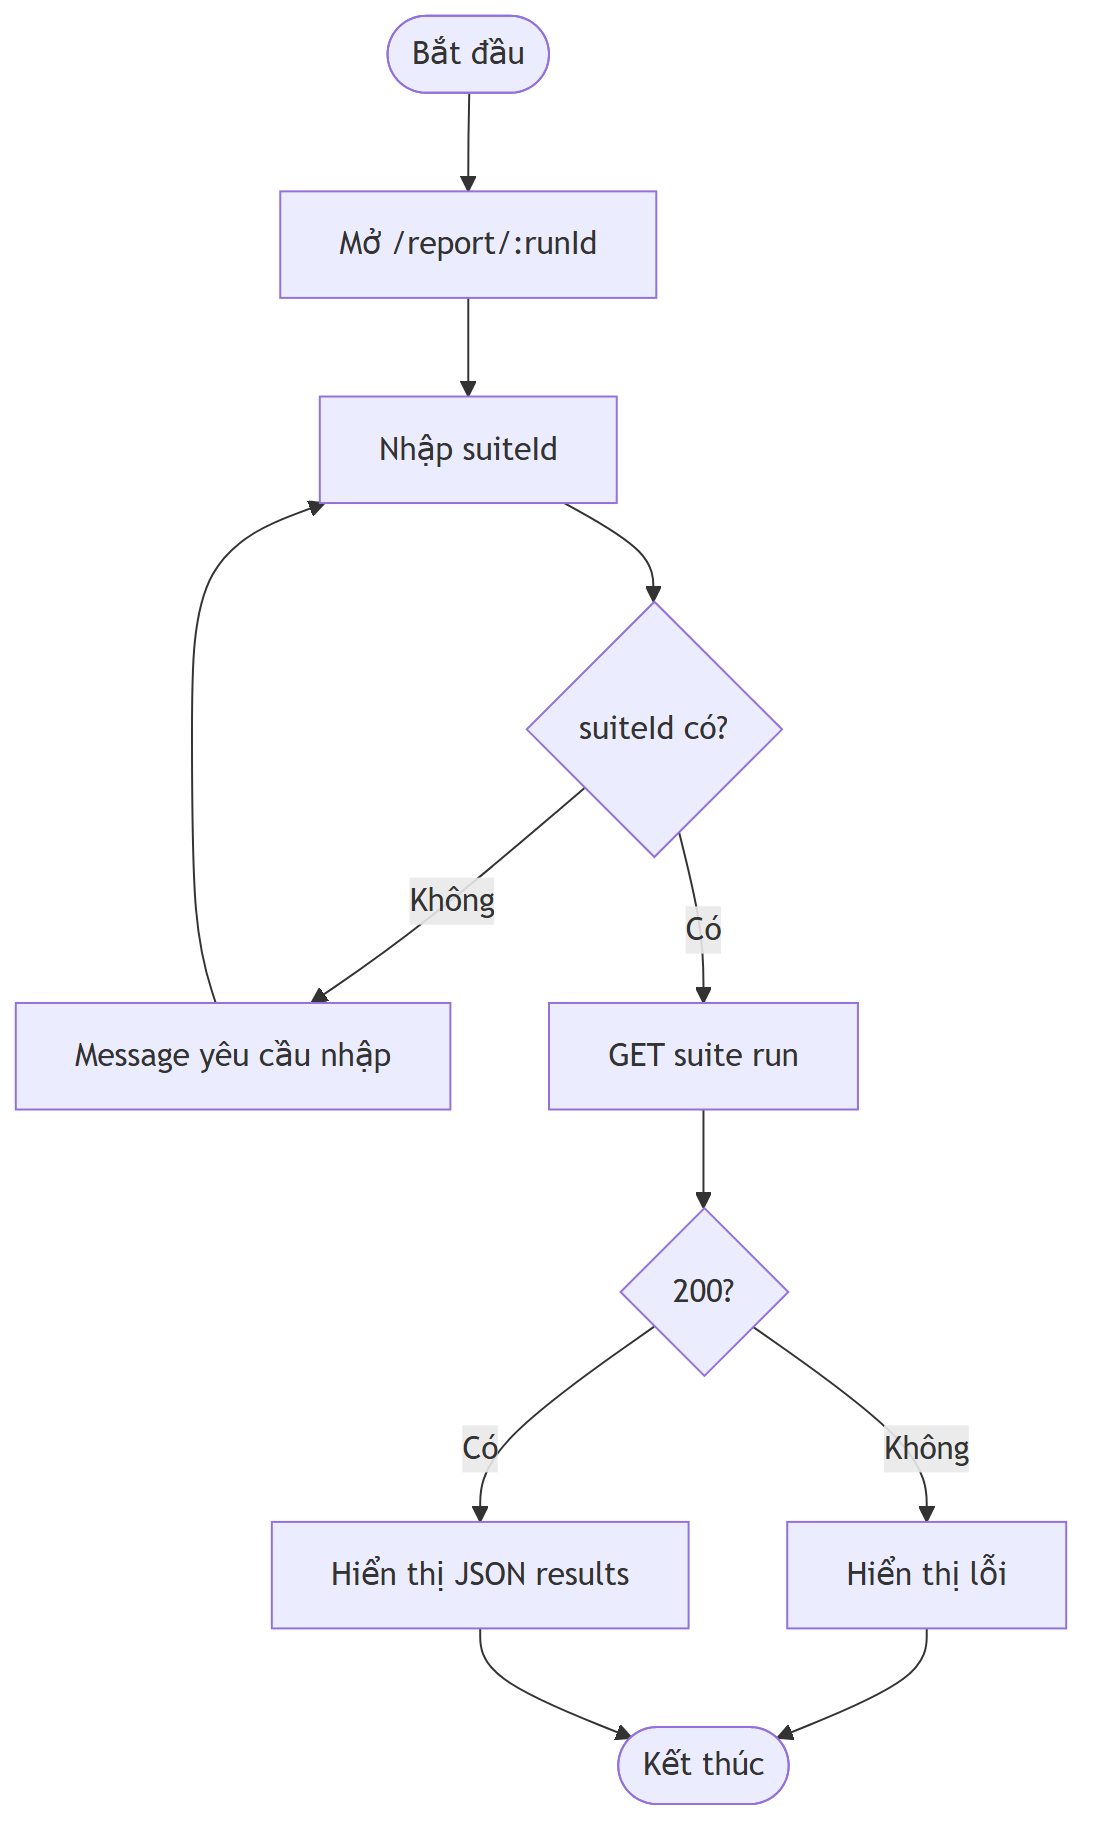 Bắt đầu
Mở /report/:runId
Nhập suiteId
suiteId có?
Không
Có
Message yêu cầu nhập
GET suite run
200?
Có
Không
Hiển thị JSON results
Hiển thị lỗi
Kết thúc